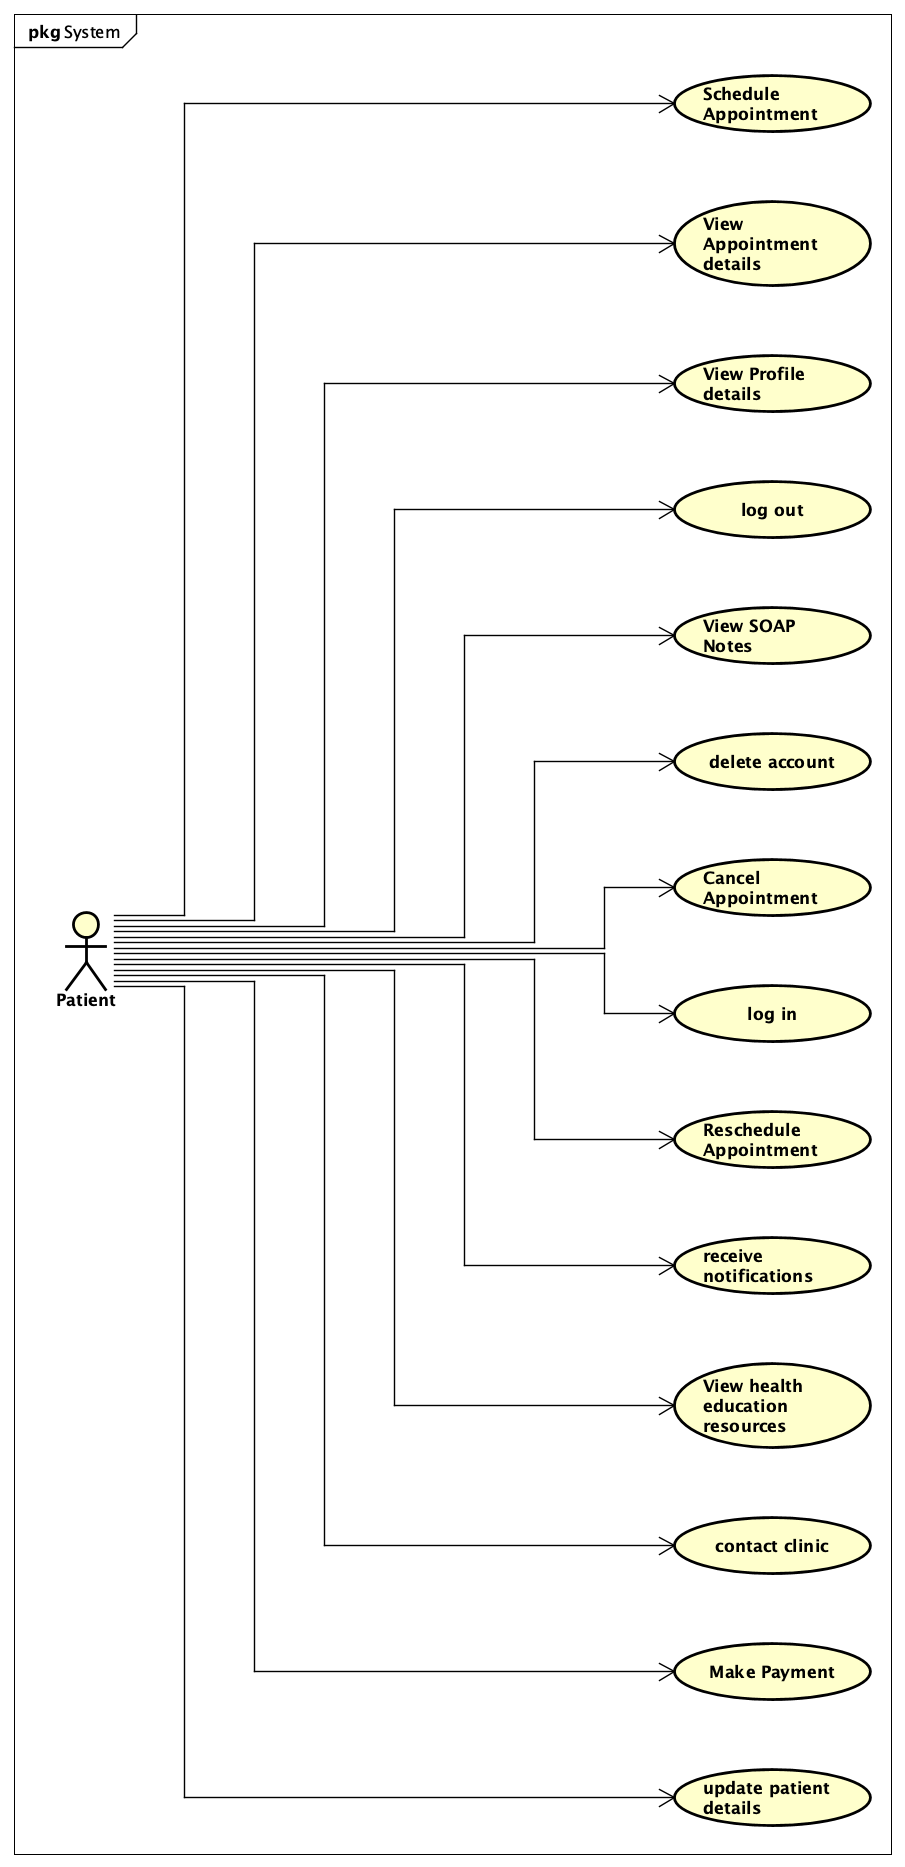 pkg System
Schedule
Appointment
View
Appointment
details
View Profile
details
log out
View SOAP
Notes
delete account
Cancel
Appointment
Patient
log in
Reschedule
Appointment
receive
notifications
View health
education
resources
contact clinic
Make Payment
update patient
details